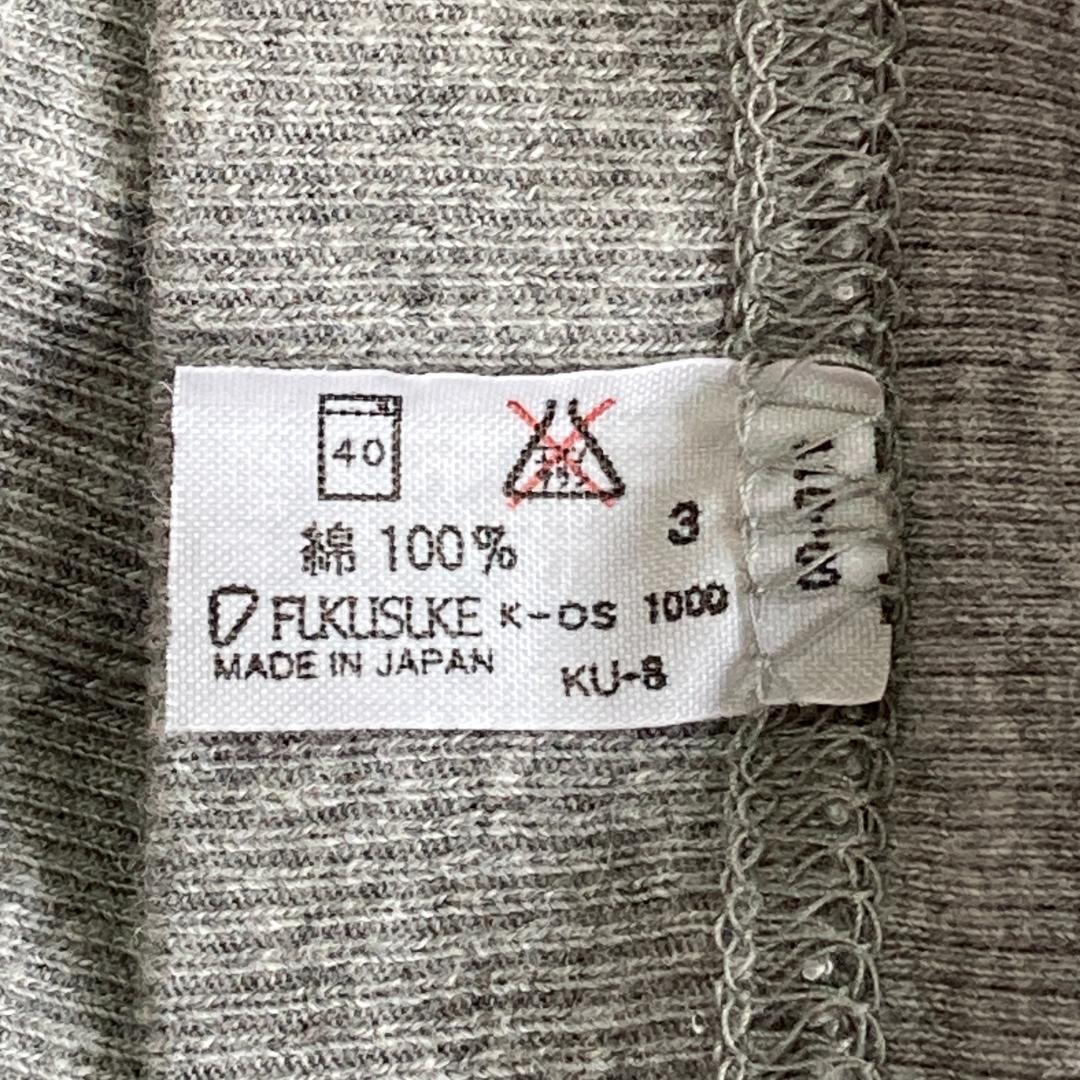 40
綿 100%
3
FUKUSUKE K-OS 1000
MADE IN JAPAN
KU-8